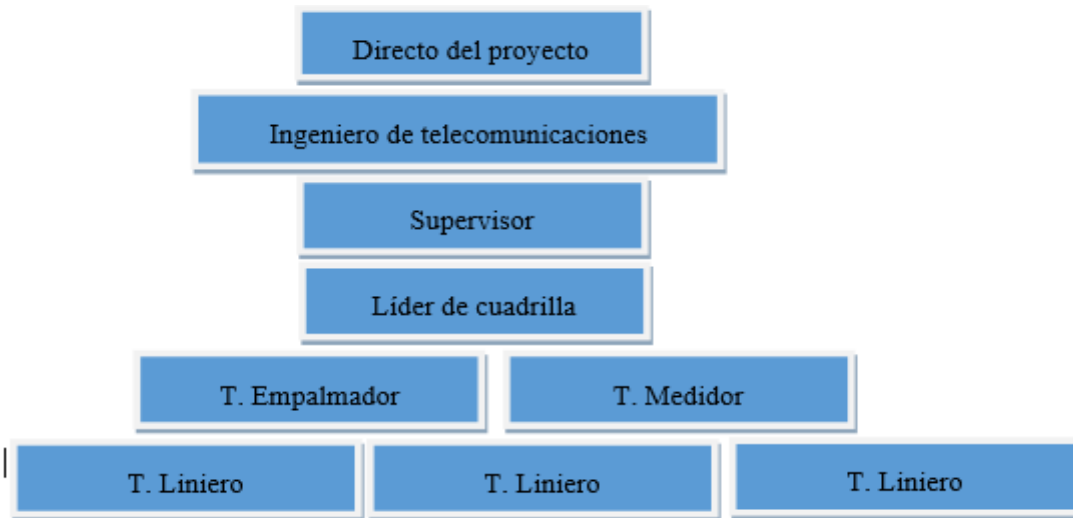 Directo del proyecto
Ingeniero de telecomunicaciones
Supervisor
Líder de cuadrilla
T. Empalmador
T. Medidor
T. Liniero
T. Liniero
T. Liniero